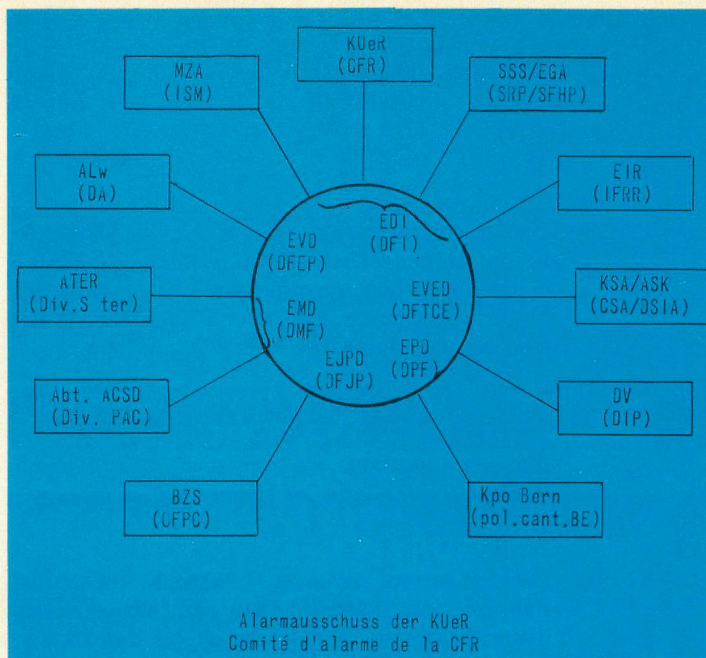 KUeR
(CFR)
MZA
(ISM)
SSS/EGA
(SRP/SFHP)
ALw
(DA)
EIR
(IFRR)
EDI
(DFI)
EVD
(DFEP)
ATER
(Div.S ter)
EVED
(DFTCE)
KSA/ASK
(CSA/DSIA)
EMD
(DMF)
EJPD
(DFJP)
EPD
(DPF)
Abt. ACSD
(Div. PAC)
DV
(DIP)
BZS
(OFPC)
Kpo Bern
(pol.cant.BE)
Alarmausschuss der KUeR
Comité d'alarme de la CFR